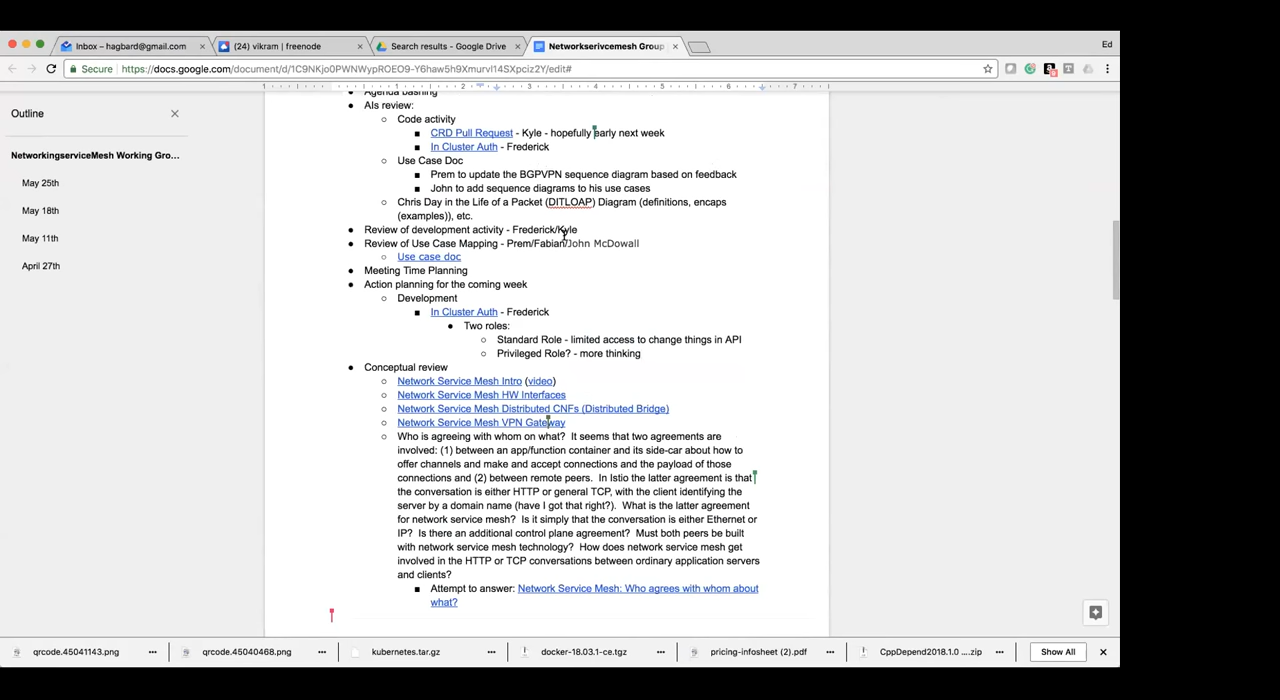 Inbox – hagbard@gmail.com
(24) vikram | freenode
Search results - Google Drive
Networkserivcemesh Group
Ed
Secure
https://docs.google.com/document/d/1C9NKjo0PWNWypROEO9-Y6haw5h9Xmurvl14SXpciz2Y/edit#
1 1 2 3 4 5 6 7
Outline
NetworkingserviceMesh Working Gro...
May 25th
May 18th
May 11th
April 27th
Agenda bashing
AIs review:
Code activity
CRD Pull Request - Kyle - hopefully early next week
In Cluster Auth - Frederick
Use Case Doc
Prem to update the BGPVPN sequence diagram based on feedback
John to add sequence diagrams to his use cases
Chris Day in the Life of a Packet (DITLOAP) Diagram (definitions, encaps
(examples)), etc.
Review of development activity - Frederick/Kyle
Review of Use Case Mapping - Prem/Fabian/John McDowall
Use case doc
Meeting Time Planning
Action planning for the coming week
Development
In Cluster Auth - Frederick
Two roles:
Standard Role - limited access to change things in API
Privileged Role? - more thinking
Conceptual review
Network Service Mesh Intro (video)
Network Service Mesh HW Interfaces
Network Service Mesh Distributed CNFs (Distributed Bridge)
Network Service Mesh VPN Gateway
Who is agreeing with whom on what? It seems that two agreements are
involved: (1) between an app/function container and its side-car about how to
offer channels and make and accept connections and the payload of those
connections and (2) between remote peers. In Istio the latter agreement is that
the conversation is either HTTP or general TCP, with the client identifying the
server by a domain name (have I got that right?). What is the latter agreement
for network service mesh? Is it simply that the conversation is either Ethernet or
IP? Is there an additional control plane agreement? Must both peers be built
with network service mesh technology? How does network service mesh get
involved in the HTTP or TCP conversations between ordinary application servers
and clients?
Attempt to answer: Network Service Mesh: Who agrees with whom about
what?
qrcode.45041143.png
qrcode.45040468.png
kubernetes.tar.gz
docker-18.03.1-ce.tgz
pricing-infosheet (2).pdf
CppDepend2018.1.0 ....zip
Show All